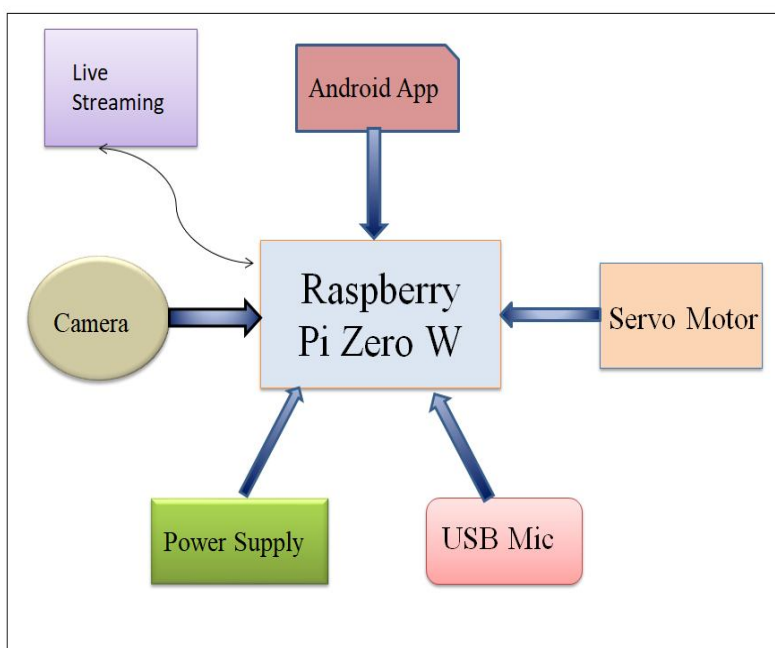 Live
Streaming
Android App
Raspberry
Pi Zero W
Camera
Servo Motor
Power Supply
USB Mic